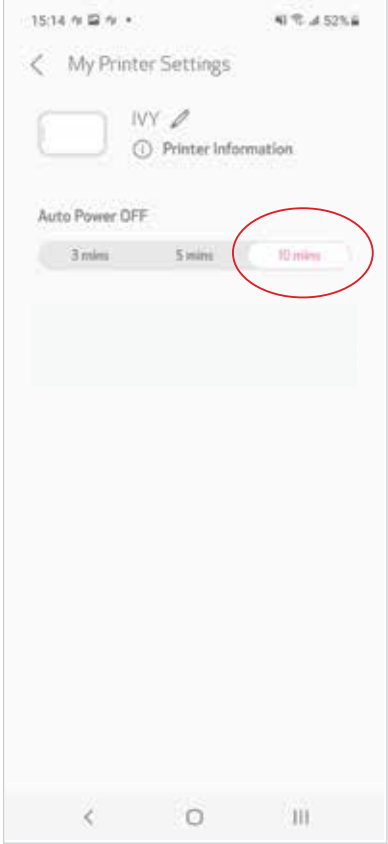 15:14 52%
My Printer Settings
IVY
Printer Information
Auto Power OFF
3 mins 5 mins 10 mins